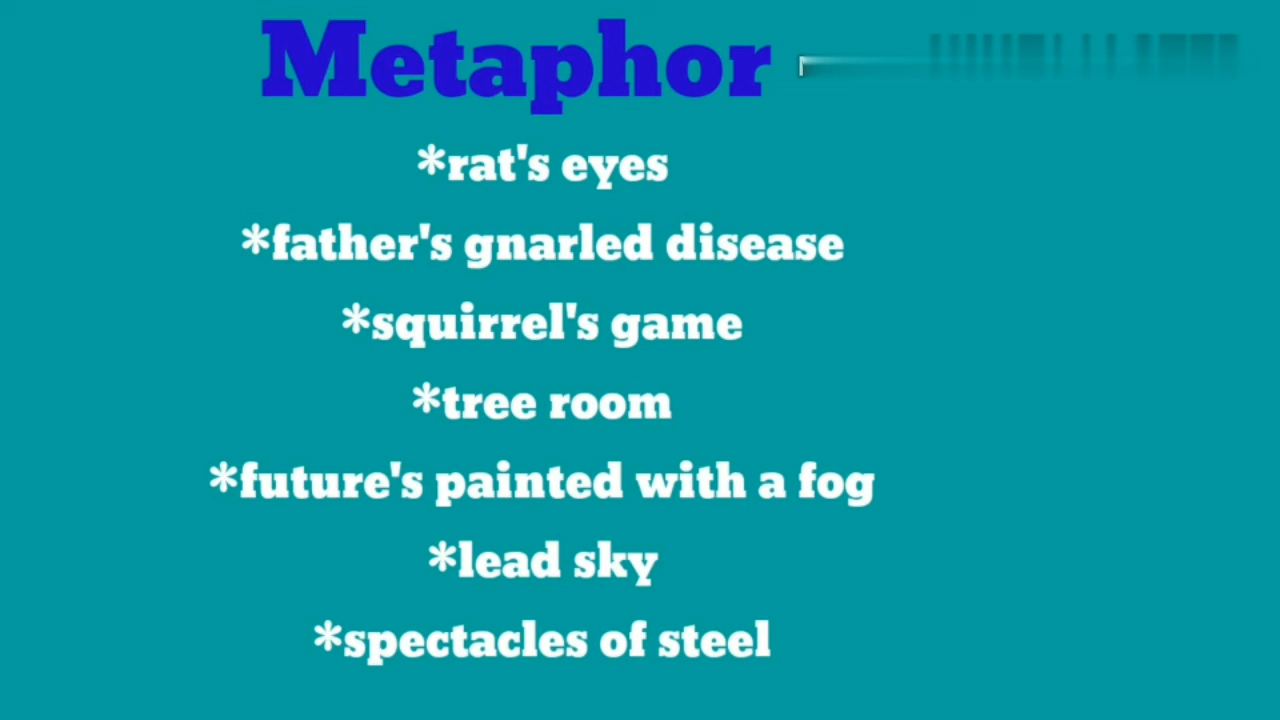 Metaphor
*rat's eyes
*father's gnarled disease
*squirrel's game
*tree room
*future's painted with a fog
*lead sky
*spectacles of steel